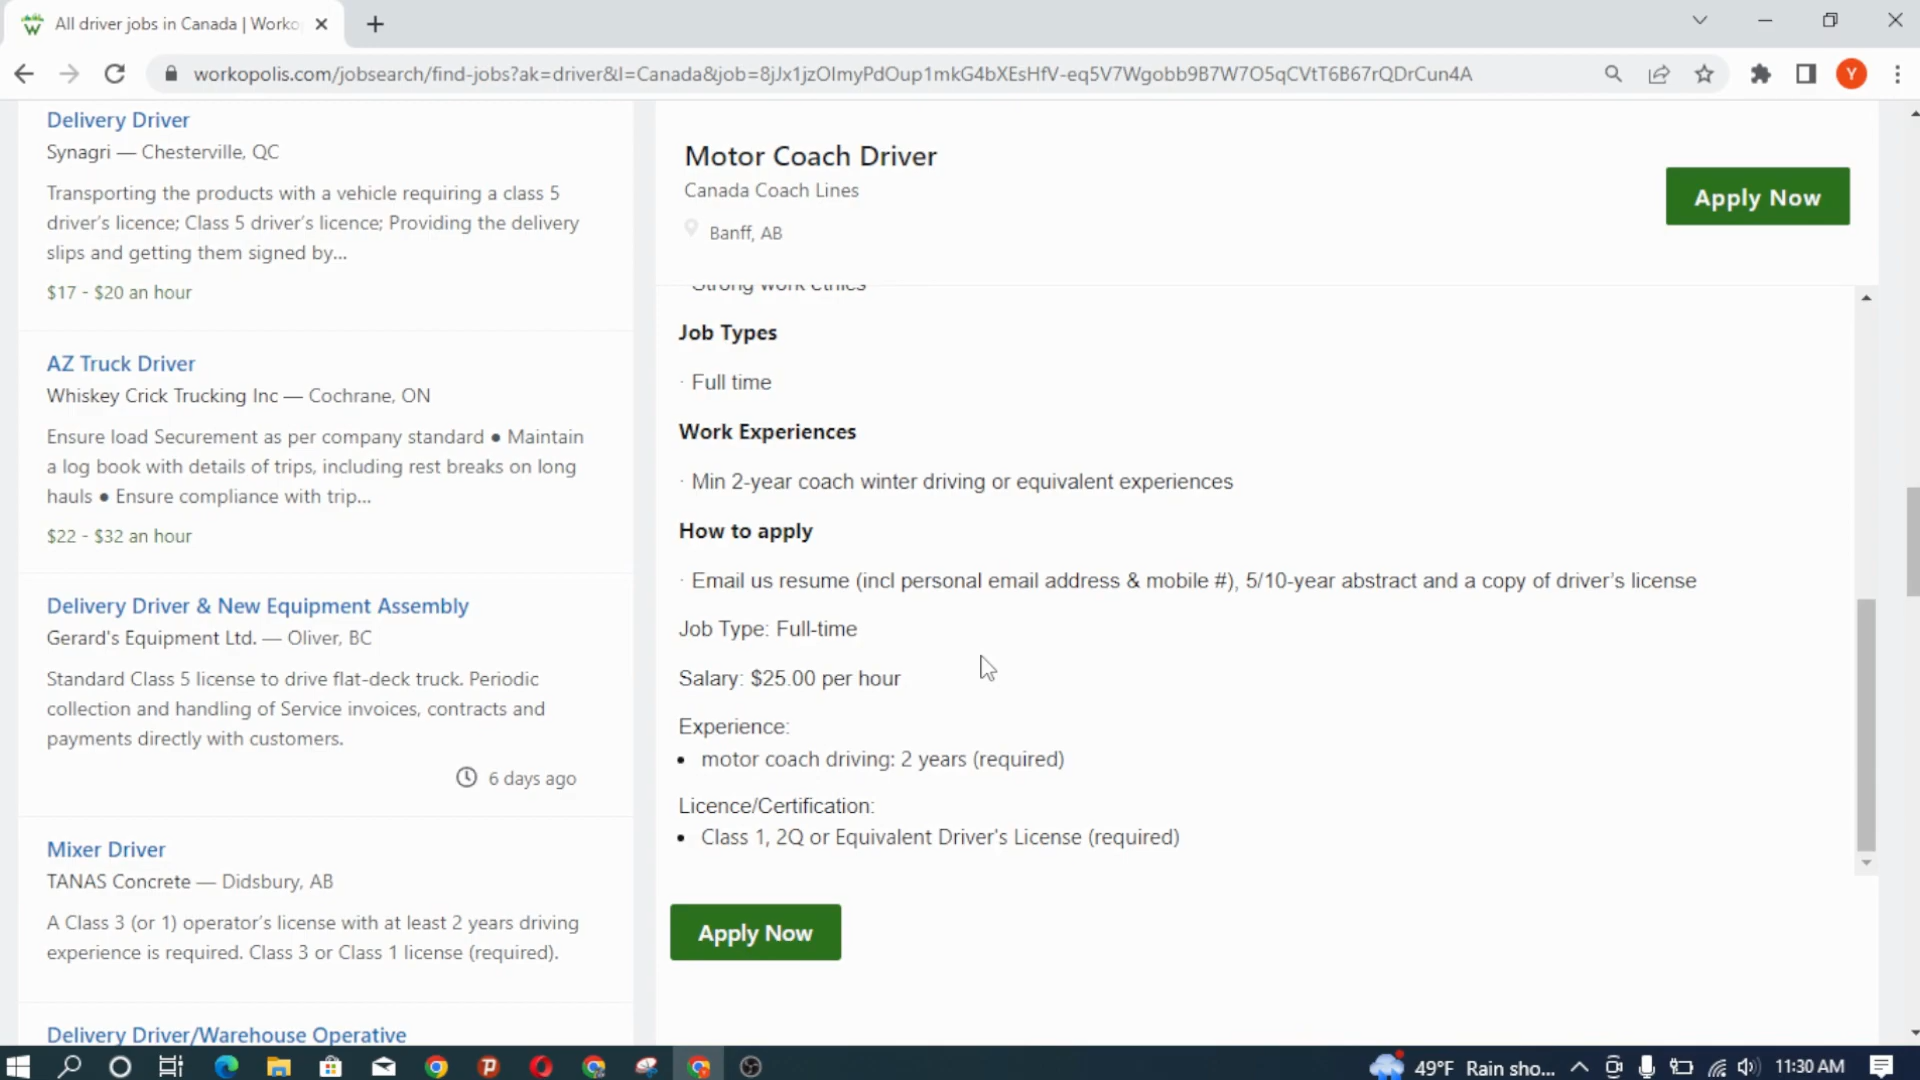 All driver jobs in Canada | Worko
workopolis.com/jobsearch/find-jobs?ak=driver&l=Canada&job=8jJx1jzOlmyPdOup1mkG4bXEsHfV-eq5V7Wgobb9B7W7O5qCVtT6B67rQDrCun4A
Y
Delivery Driver
Synagri — Chesterville, QC
Transporting the products with a vehicle requiring a class 5
driver's licence; Class 5 driver's licence; Providing the delivery
slips and getting them signed by...
$17 - $20 an hour
AZ Truck Driver
Whiskey Crick Trucking Inc — Cochrane, ON
Ensure load Securement as per company standard ● Maintain
a log book with details of trips, including rest breaks on long
hauls ● Ensure compliance with trip...
$22 - $32 an hour
Delivery Driver & New Equipment Assembly
Gerard's Equipment Ltd. — Oliver, BC
Standard Class 5 license to drive flat-deck truck. Periodic
collection and handling of Service invoices, contracts and
payments directly with customers.
6 days ago
Mixer Driver
TANAS Concrete — Didsbury, AB
A Class 3 (or 1) operator's license with at least 2 years driving
experience is required. Class 3 or Class 1 license (required).
Delivery Driver/Warehouse Operative
Motor Coach Driver
Canada Coach Lines
Banff, AB
Apply Now
Strong work ethics
Job Types
· Full time
Work Experiences
· Min 2-year coach winter driving or equivalent experiences
How to apply
· Email us resume (incl personal email address & mobile #), 5/10-year abstract and a copy of driver's license
Job Type: Full-time
Salary: $25.00 per hour
Experience:
• motor coach driving: 2 years (required)
Licence/Certification:
• Class 1, 2Q or Equivalent Driver's License (required)
Apply Now
49°F Rain sho...
11:30 AM